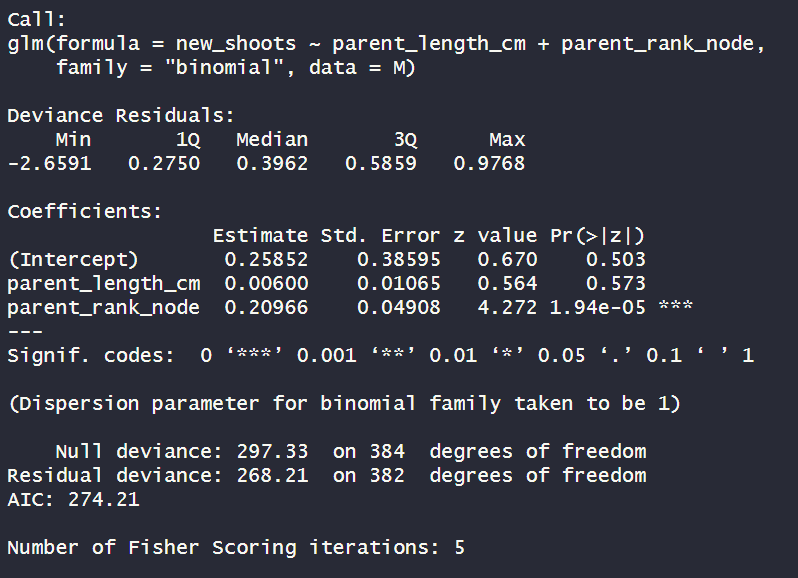 Call:
glm(formula = new_shoots ~ parent_length_cm + parent_rank_node,
    family = "binomial", data = M)

Deviance Residuals:
    Min      1Q   Median      3Q     Max
-2.6591  0.2750   0.3962  0.5859  0.9768

Coefficients:
                 Estimate Std. Error z value Pr(>|z|)
(Intercept)       0.25852    0.38595   0.670    0.503
parent_length_cm  0.00600    0.01065   0.564    0.573
parent_rank_node  0.20966    0.04908   4.272 1.94e-05 ***
---
Signif. codes:  0 ‘***’ 0.001 ‘**’ 0.01 ‘*’ 0.05 ‘.’ 0.1 ‘ ’ 1

(Dispersion parameter for binomial family taken to be 1)

    Null deviance: 297.33  on 384  degrees of freedom
Residual deviance: 268.21  on 382  degrees of freedom
AIC: 274.21

Number of Fisher Scoring iterations: 5